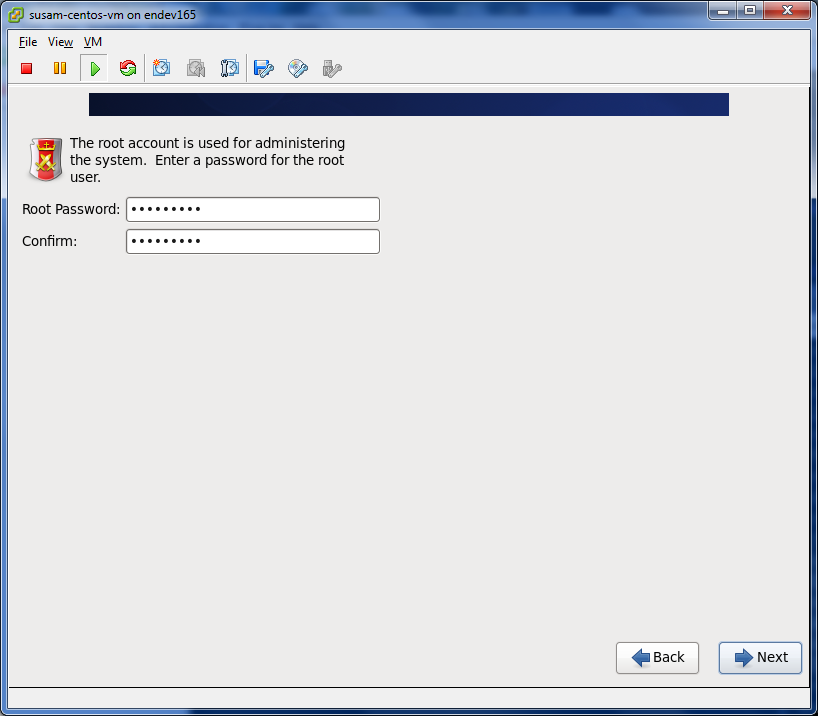 susam-centos-vm on endev165
File View VM
The root account is used for administering
the system.  Enter a password for the root
user.
Root Password: •••••••••
Confirm: •••••••••
Back Next